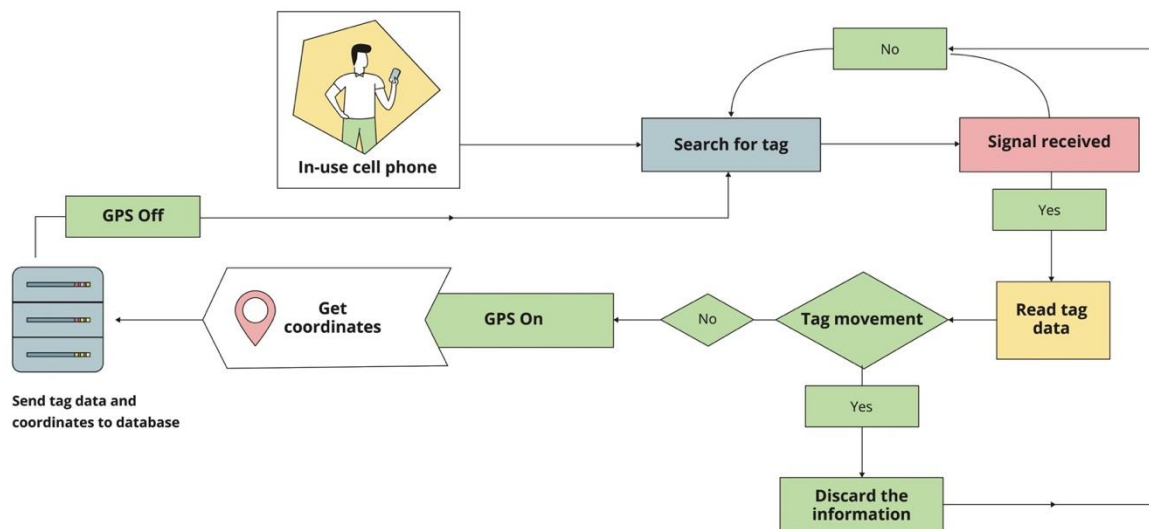 No
In-use cell phone
Search for tag
Signal received
GPS Off
Yes
Get
coordinates
GPS On
No
Tag movement
Read tag
data
Send tag data and
coordinates to database
Yes
Discard the
information